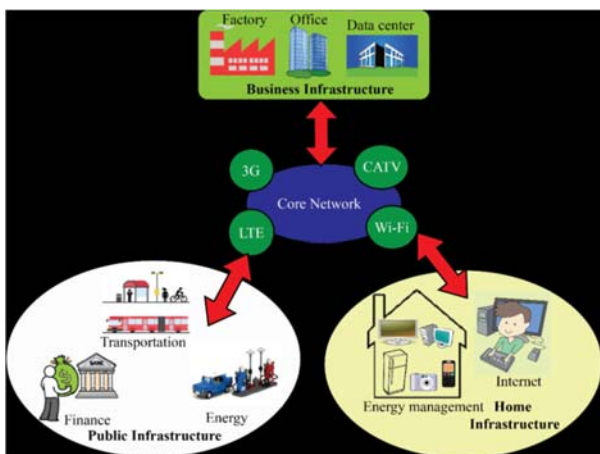 Factory
Office
Data center
Business Infrastructure
3G
CATV
Core Network
LTE
Wi-Fi
Transportation
BANK
Finance
Energy
Public Infrastructure
Internet
Energy management
Home
Infrastructure